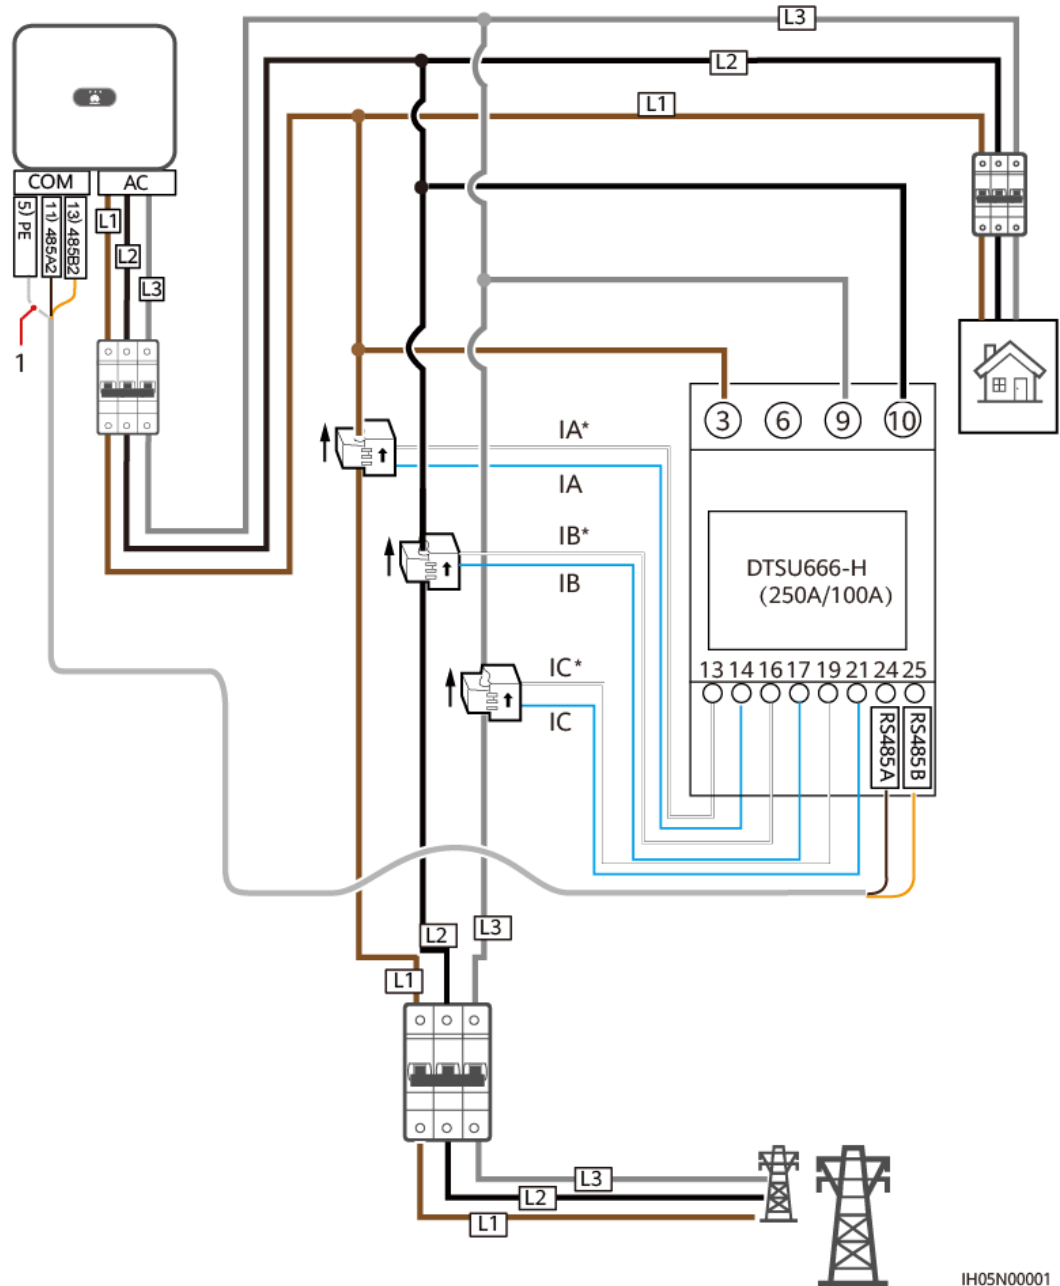 L3
L2
L1
COM
AC
5) PE
11) 485A2
13) 485B2
L1
L2
L3
1
3
6
9
10
IA*
IA
IB*
IB
IC*
IC
DTSU666-H
(250A/100A)
13 14 16 17 19 21 24 25
RS485A
RS485B
L2
L3
L1
L3
L2
L1
IH05N00001